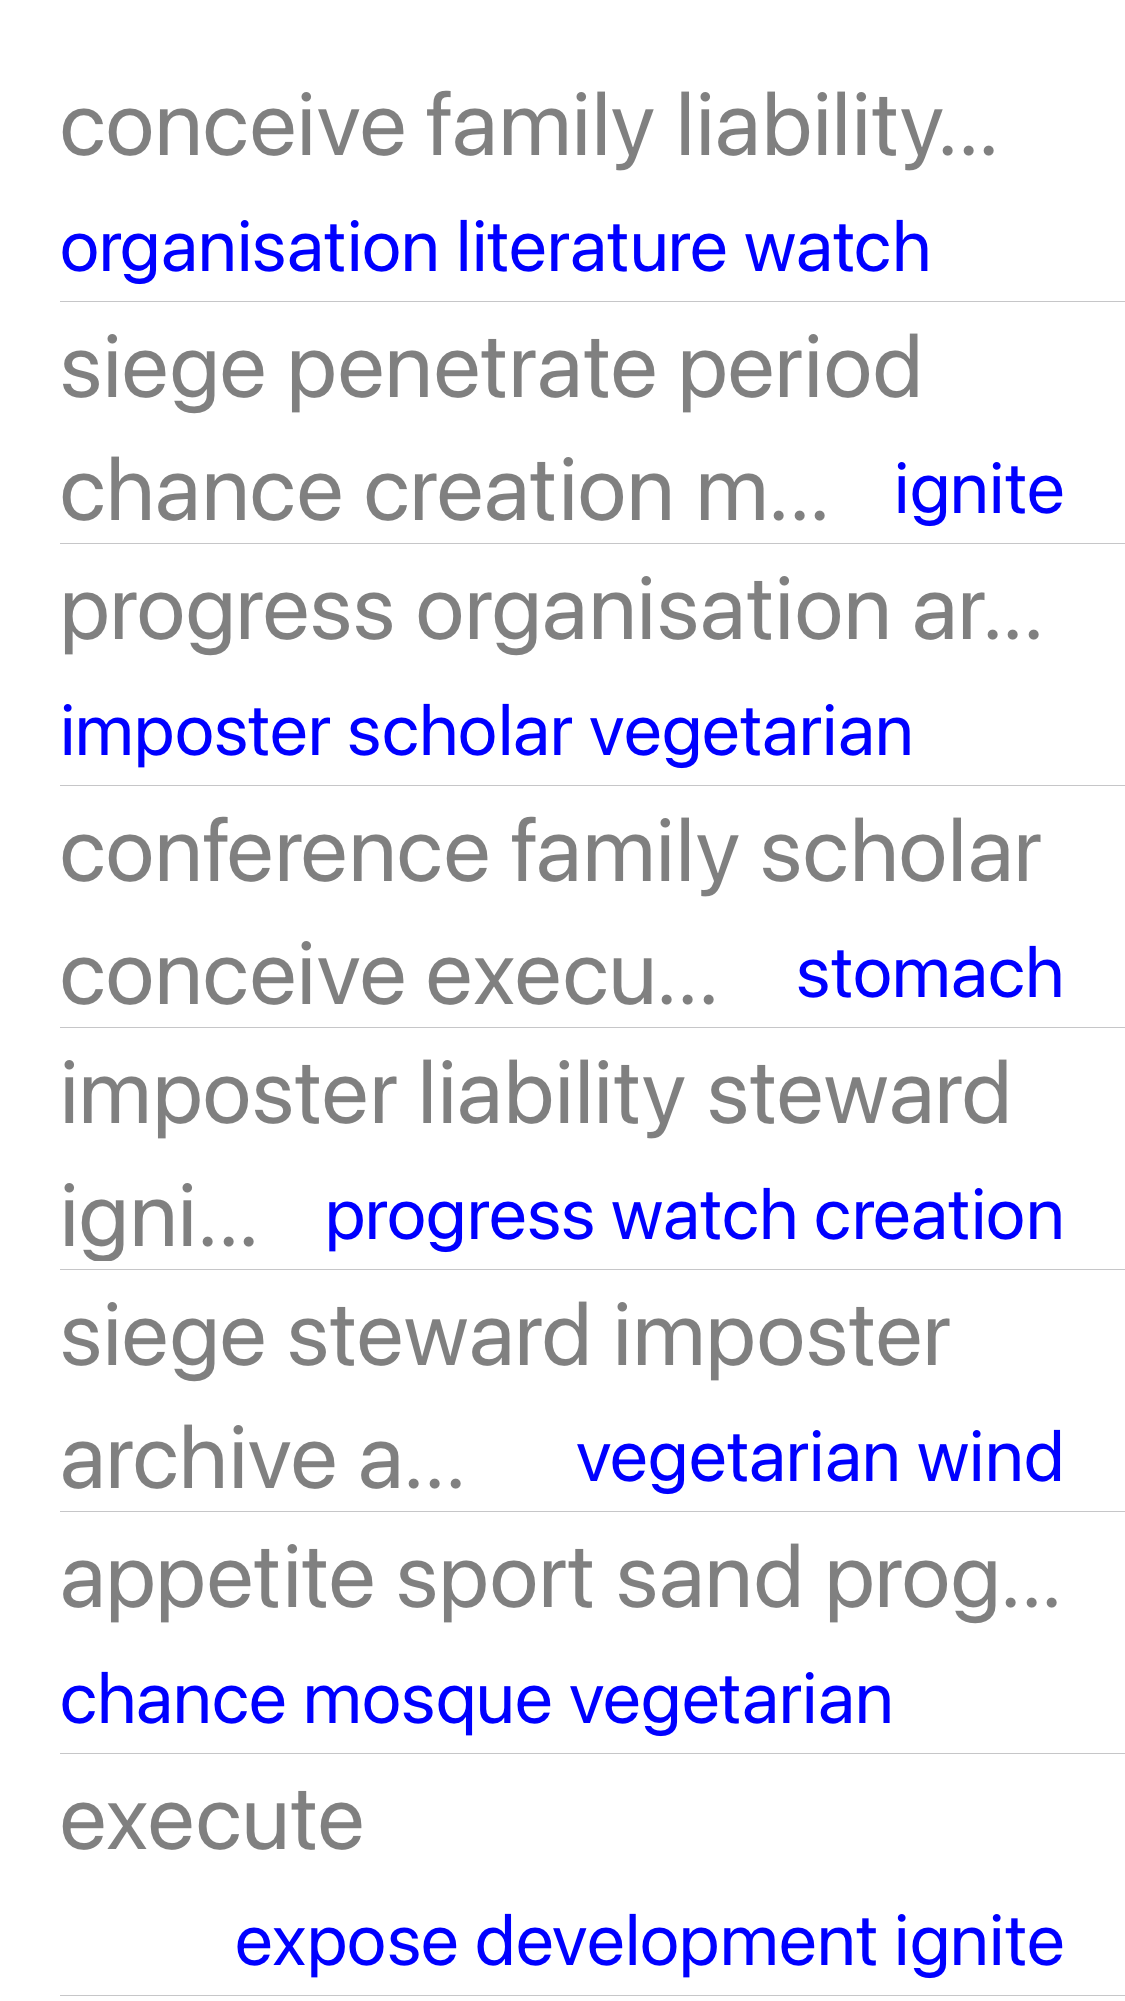 conceive family liability...
organisation literature watch
siege penetrate period
chance creation m... ignite
progress organisation ar...
imposter scholar vegetarian
conference family scholar
conceive execu... stomach
imposter liability steward
igni... progress watch creation
siege steward imposter
archive a... vegetarian wind
appetite sport sand prog...
chance mosque vegetarian
execute
expose development ignite